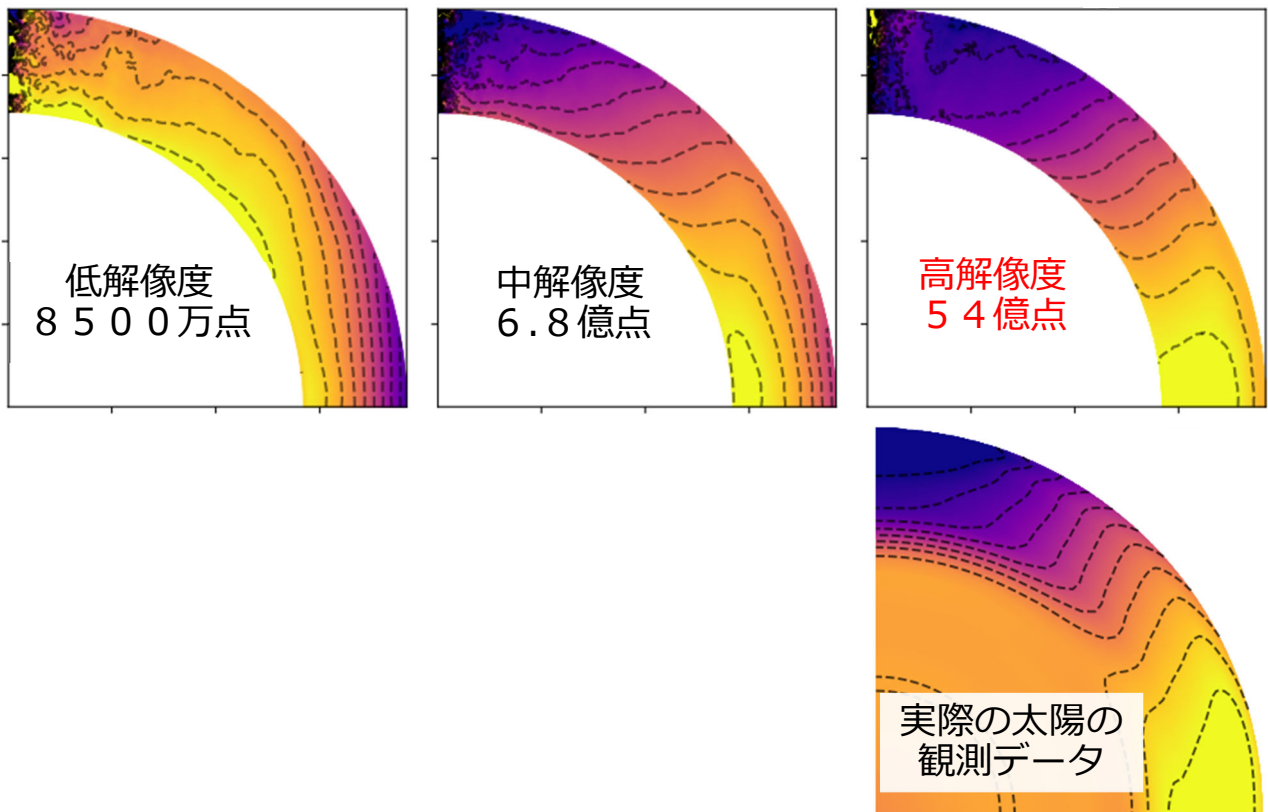 低解像度
８５００万点
中解像度
６.８億点
高解像度
５４億点
実際の太陽の
観測データ